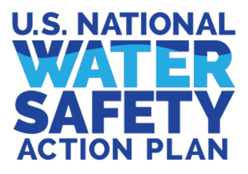 U.S. NATIONAL
WATER
SAFETY
ACTION PLAN